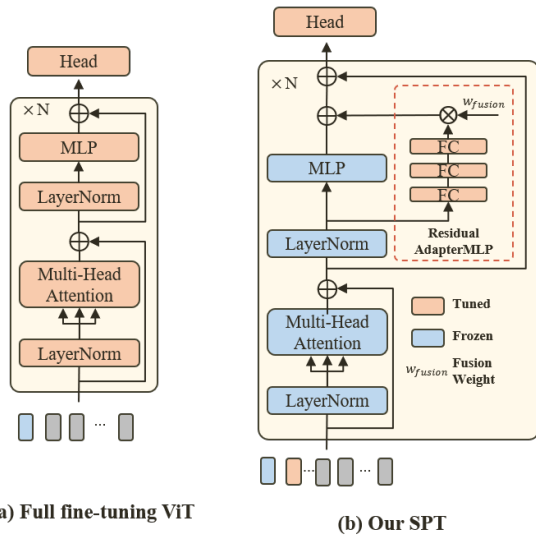 Head
× N
MLP
LayerNorm
Multi-Head
Attention
LayerNorm
...
a) Full fine-tuning ViT
Head
× N
w_fusion
FC
FC
FC
MLP
Residual
AdapterMLP
LayerNorm
Multi-Head
Attention
LayerNorm
Tuned
Frozen
w_fusion Fusion
Weight
...
...
(b) Our SPT